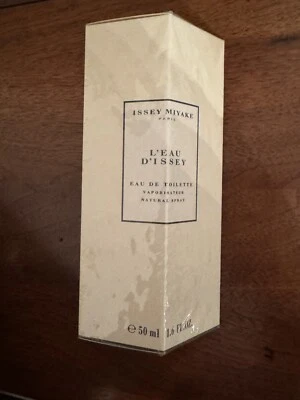 ISSEY MIYAKE
PARIS
L'EAU
D'ISSEY
EAU DE TOILETTE
VAPORISATEUR
NATURAL SPRAY
e 50 ml 1.6 FL.OZ.